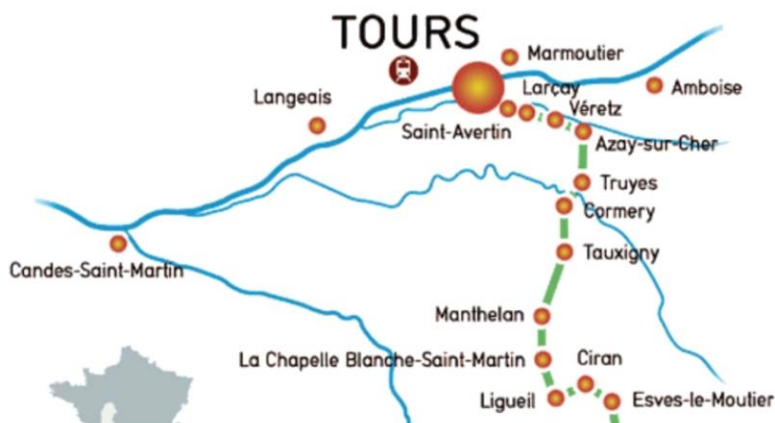 TOURS
Marmoutier
Langeais
Larçay
Amboise
Véretz
Saint-Avertin
Azay-sur-Cher
Truyes
Cormery
Tauxigny
Candes-Saint-Martin
Manthelan
La Chapelle Blanche-Saint-Martin
Ciran
Ligueil
Esves-le-Moutier